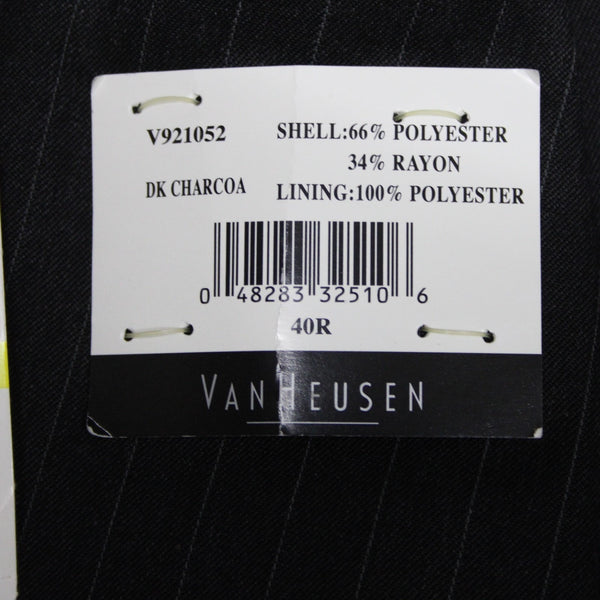 V921052 SHELL:66% POLYESTER
34% RAYON
DK CHARCOA LINING:100% POLYESTER
0 48283 32510 6
40R
VAN HEUSEN